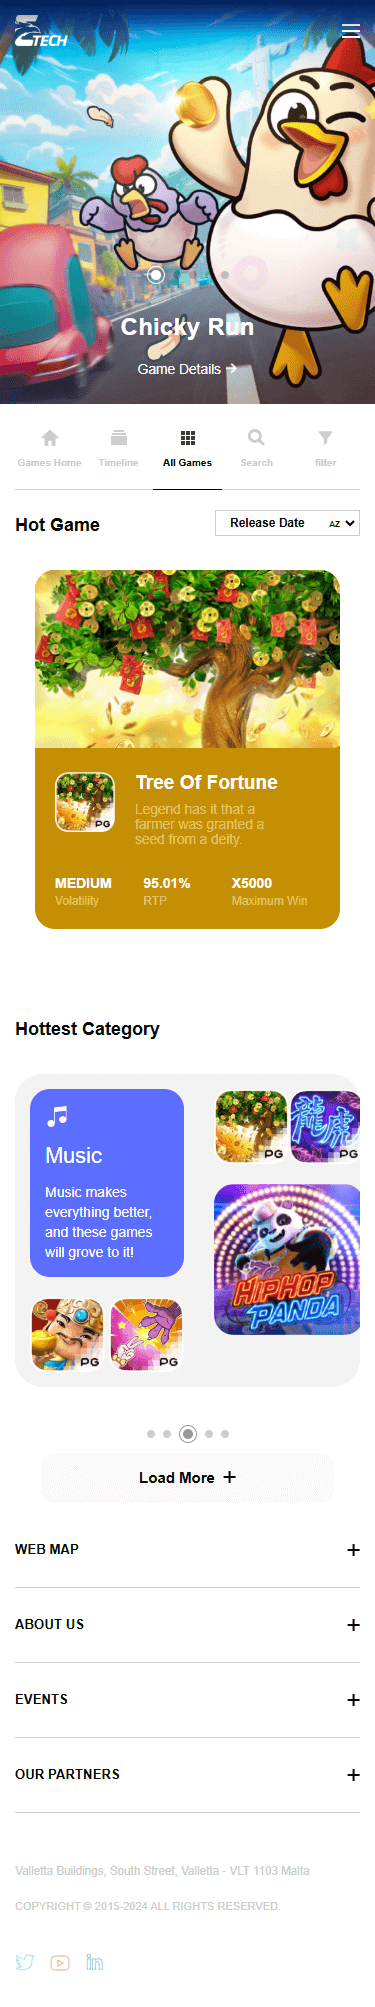 TECH
Chicky Run
Game Details
Games Home
Timeline
All Games
Search
filter
Hot Game
Release Date
AZ
Tree Of Fortune
Legend has it that a
farmer was granted a
seed from a deity.
PG
MEDIUM
95.01%
X5000
Volatility
RTP
Maximum Win
Hottest Category
Music
Music makes
everything better,
and these games
will grove to it!
PG
龍虎
PG
HIPHOP
PANDA
PG
PG
Load More
WEB MAP
ABOUT US
EVENTS
OUR PARTNERS
Valletta Buildings, South Street, Valletta - VLT 1103 Malta
COPYRIGHT © 2015-2024 ALL RIGHTS RESERVED.
in